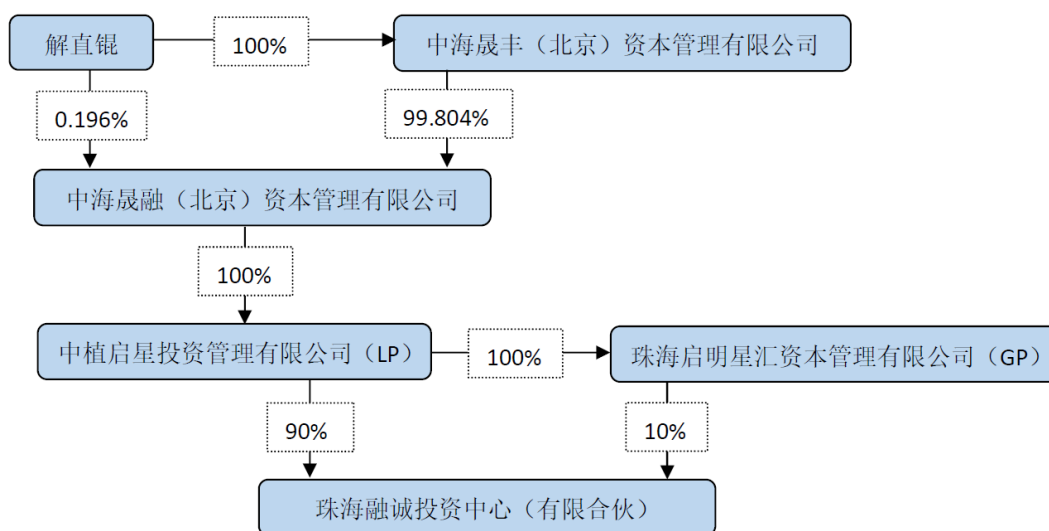 解直锟
100%
中海晟丰（北京）资本管理有限公司
0.196%
99.804%
中海晟融（北京）资本管理有限公司
100%
中植启星投资管理有限公司（LP）
100%
珠海启明星汇资本管理有限公司（GP）
90%
10%
珠海融诚投资中心（有限合伙）